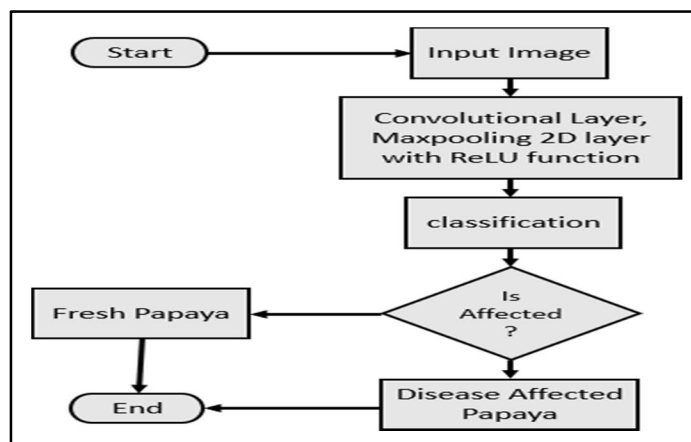 Start
Input Image
Convolutional Layer,
Maxpooling 2D layer
with ReLU function
classification
Is
Affected
?
Fresh Papaya
Disease Affected
Papaya
End